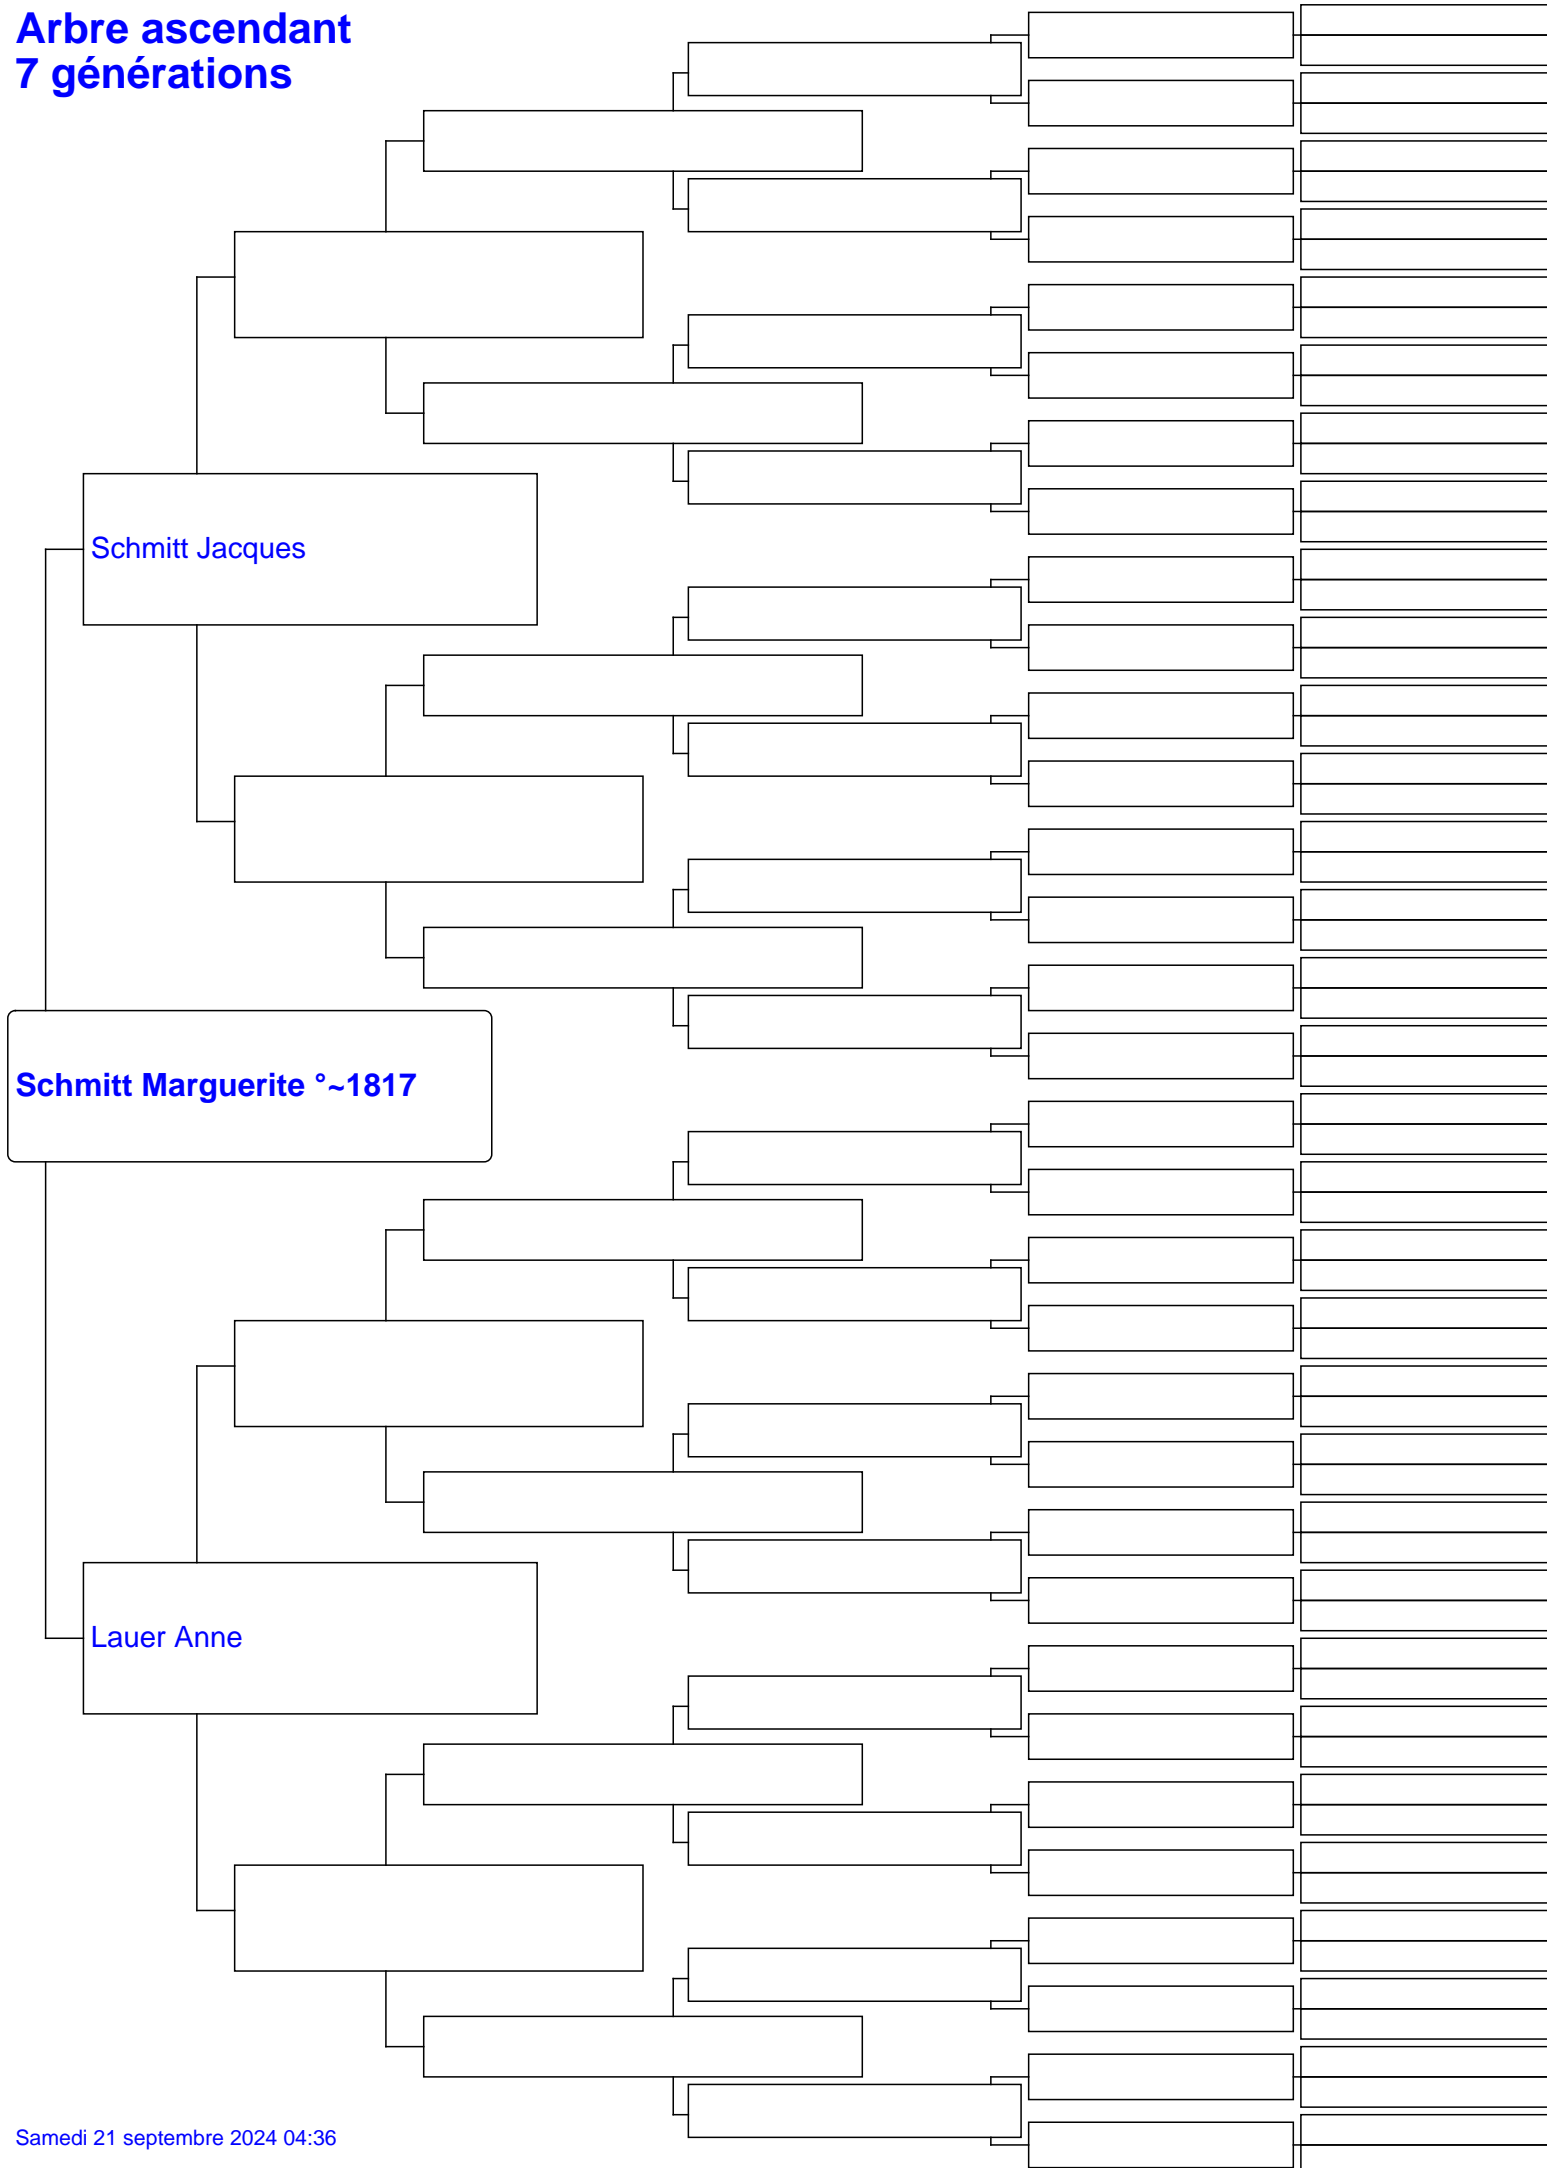 Arbre ascendant
7 générations
Schmitt Jacques
Schmitt Marguerite °~1817
Lauer Anne
Samedi 21 septembre 2024 04:36